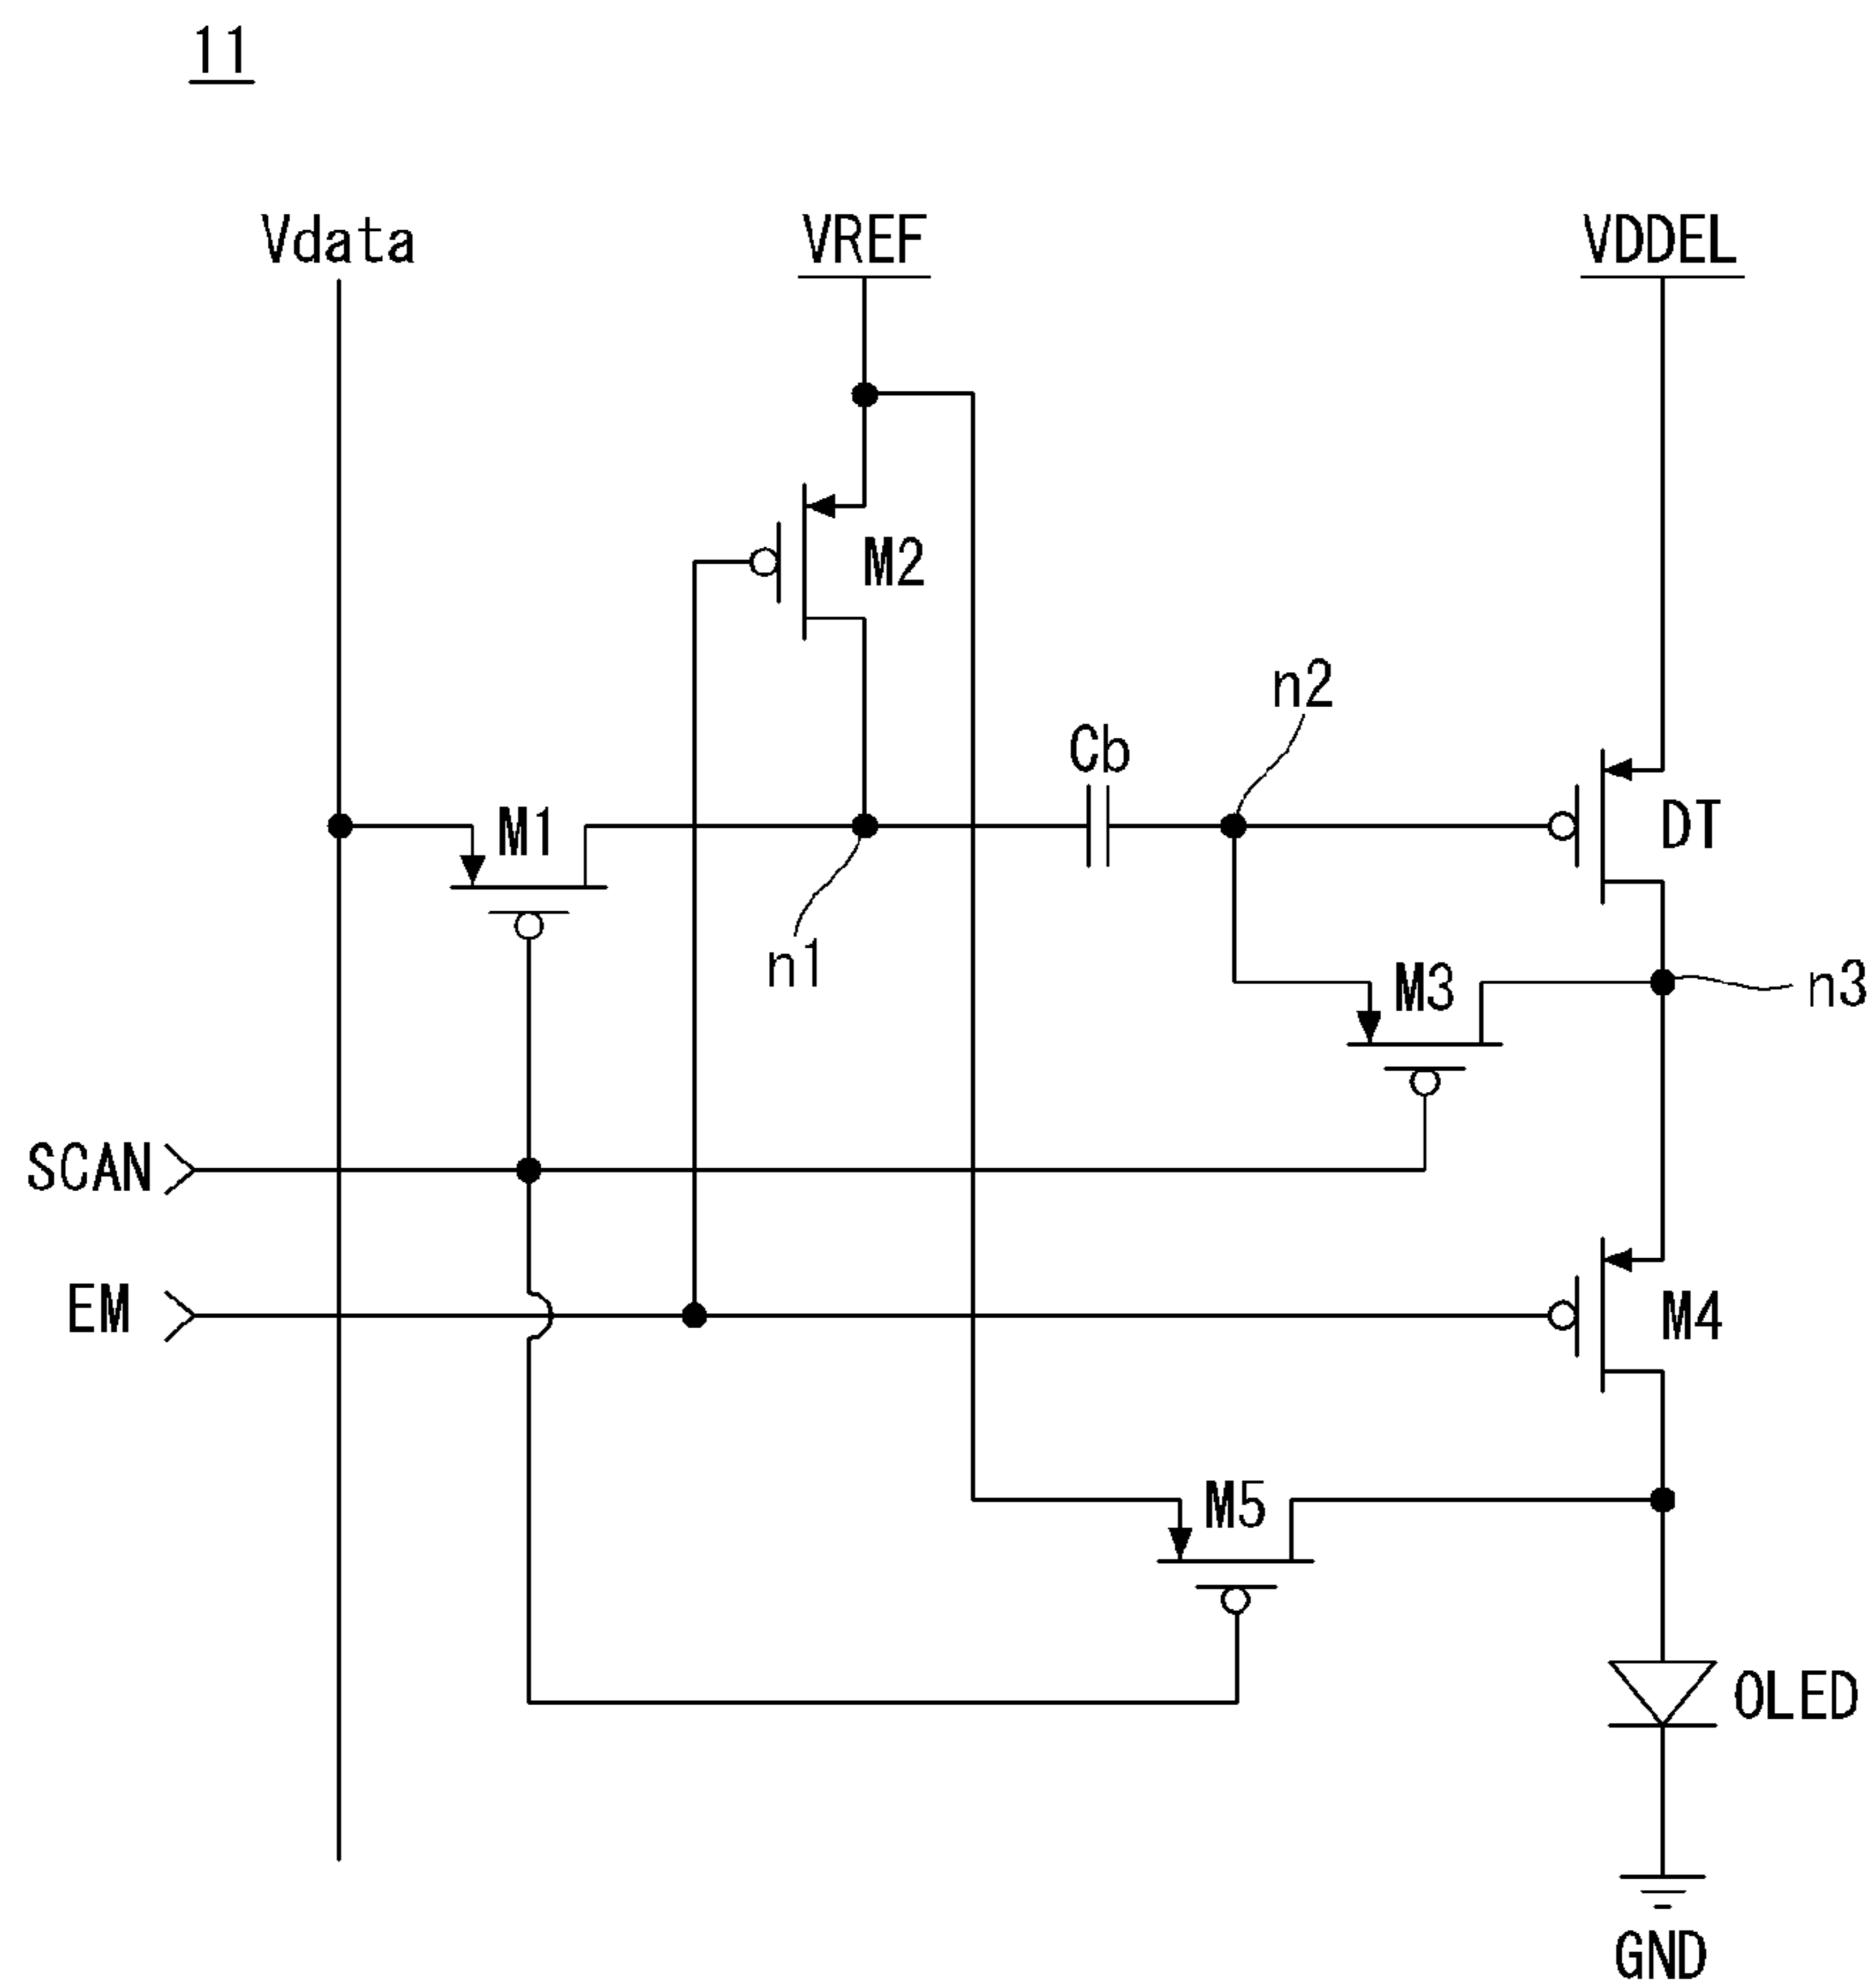 11
Vdata
VREF
VDDEL
M2
n2
Cb
M1
DT
n1
M3
n3
SCAN
EM
M4
M5
OLED
GND